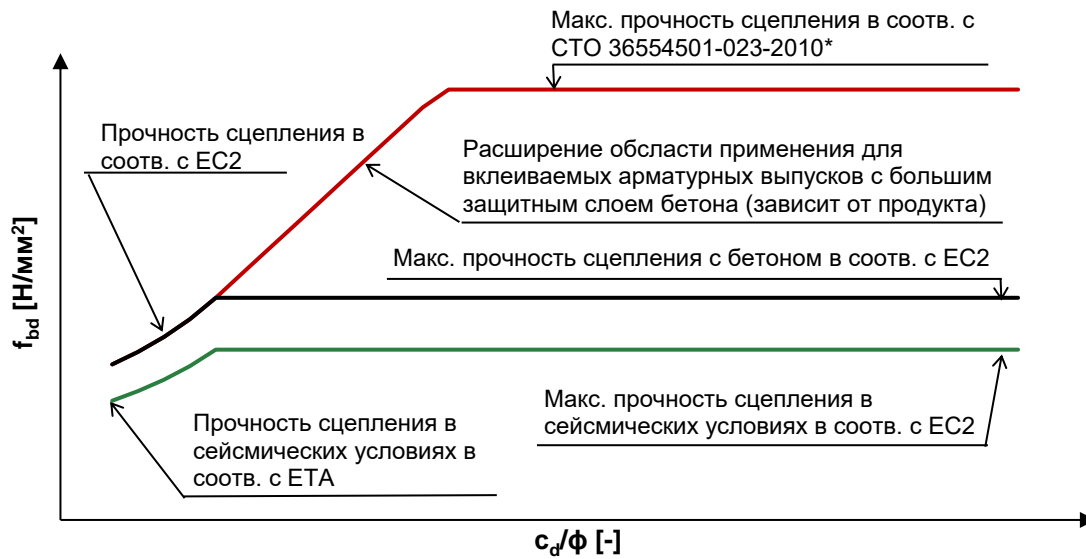 Макс. прочность сцепления в соотв. с
СТО 36554501-023-2010*
Прочность сцепления в
соотв. с EC2
Расширение обсласти применения для
вклеиваемых арматурных выпусков с большим
защитным слоем бетона (зависит от продукта)
Макс. прочность сцепления с бетоном в соотв. с EC2
f_bd [Н/мм²]
Прочность сцепления в
сейсмических условиях в
соотв. с ETA
Макс. прочность сцепления в
сейсмических условиях в соотв. с EC2
c_d/ф [-]